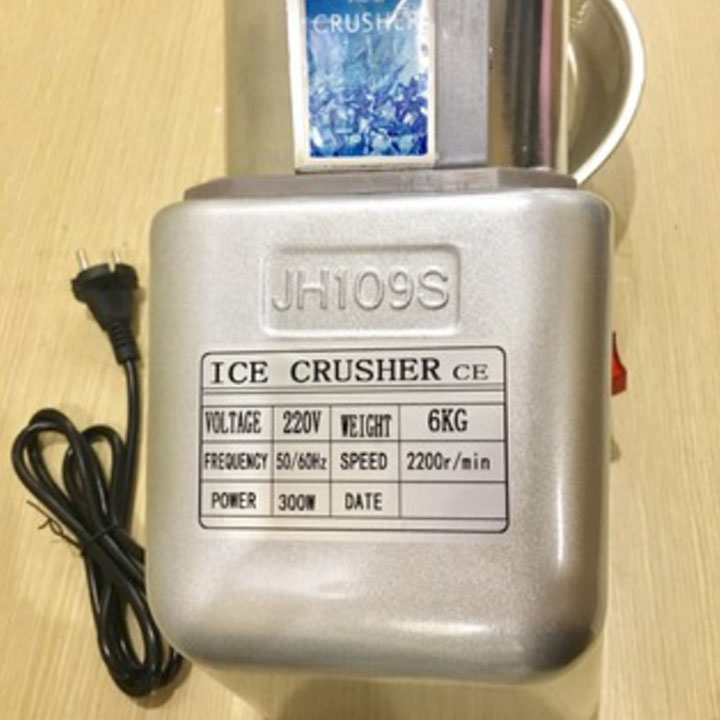 CRUSHER
JH109S
ICE CRUSHER CE
VOLTAGE 220V WEIGHT 6KG
FREQUENCY 50/60Hz SPEED 2200r/min
POWER 300W DATE